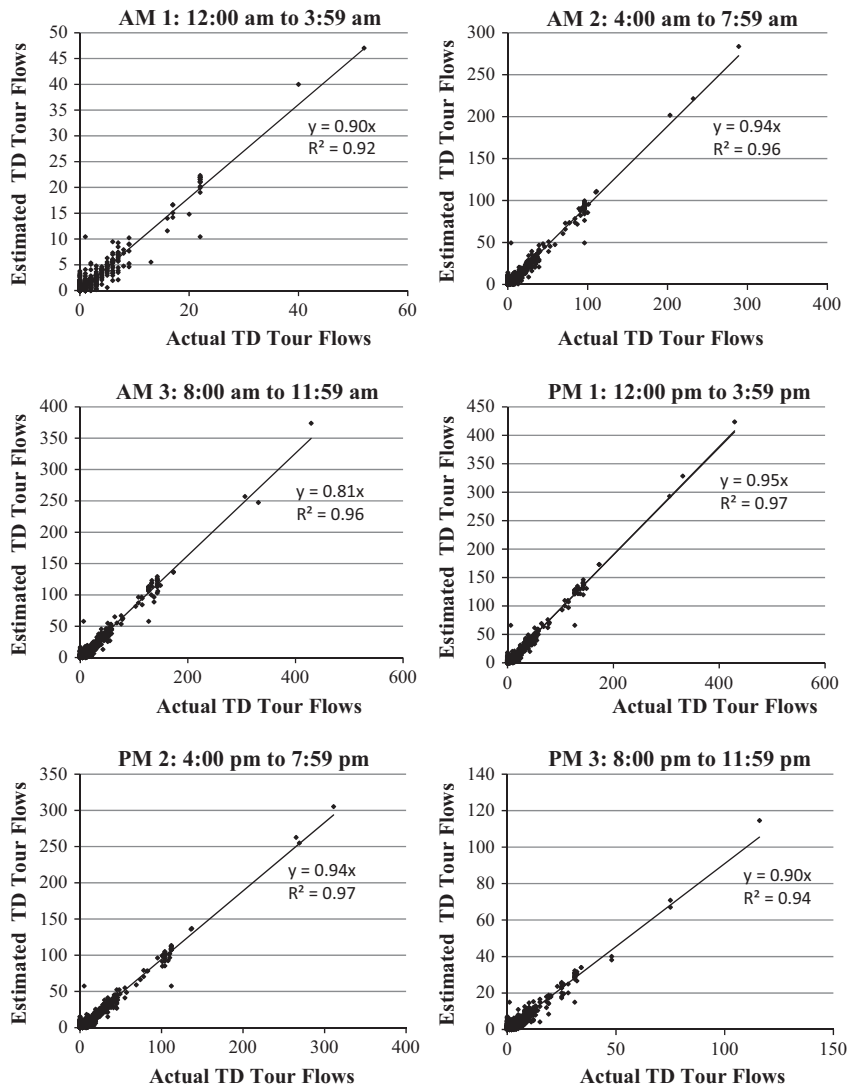 AM 1: 12:00 am to 3:59 am
Estimated TD Tour Flows
50
45
40
35
30
25
20
15
10
5
0
y = 0.90x
R² = 0.92
0 20 40 60
Actual TD Tour Flows
AM 2: 4:00 am to 7:59 am
Estimated TD Tour Flows
300
250
200
150
100
50
0
y = 0.94x
R² = 0.96
0 100 200 300 400
Actual TD Tour Flows
AM 3: 8:00 am to 11:59 am
Estimated TD Tour Flows
400
350
300
250
200
150
100
50
0
y = 0.81x
R² = 0.96
0 200 400 600
Actual TD Tour Flows
PM 1: 12:00 pm to 3:59 pm
Estimated TD Tour Flows
450
400
350
300
250
200
150
100
50
0
y = 0.95x
R² = 0.97
0 200 400 600
Actual TD Tour Flows
PM 2: 4:00 pm to 7:59 pm
Estimated TD Tour Flows
350
300
250
200
150
100
50
0
y = 0.94x
R² = 0.97
0 100 200 300 400
Actual TD Tour Flows
PM 3: 8:00 pm to 11:59 pm
Estimated TD Tour Flows
140
120
100
80
60
40
20
0
y = 0.90x
R² = 0.94
0 50 100 150
Actual TD Tour Flows